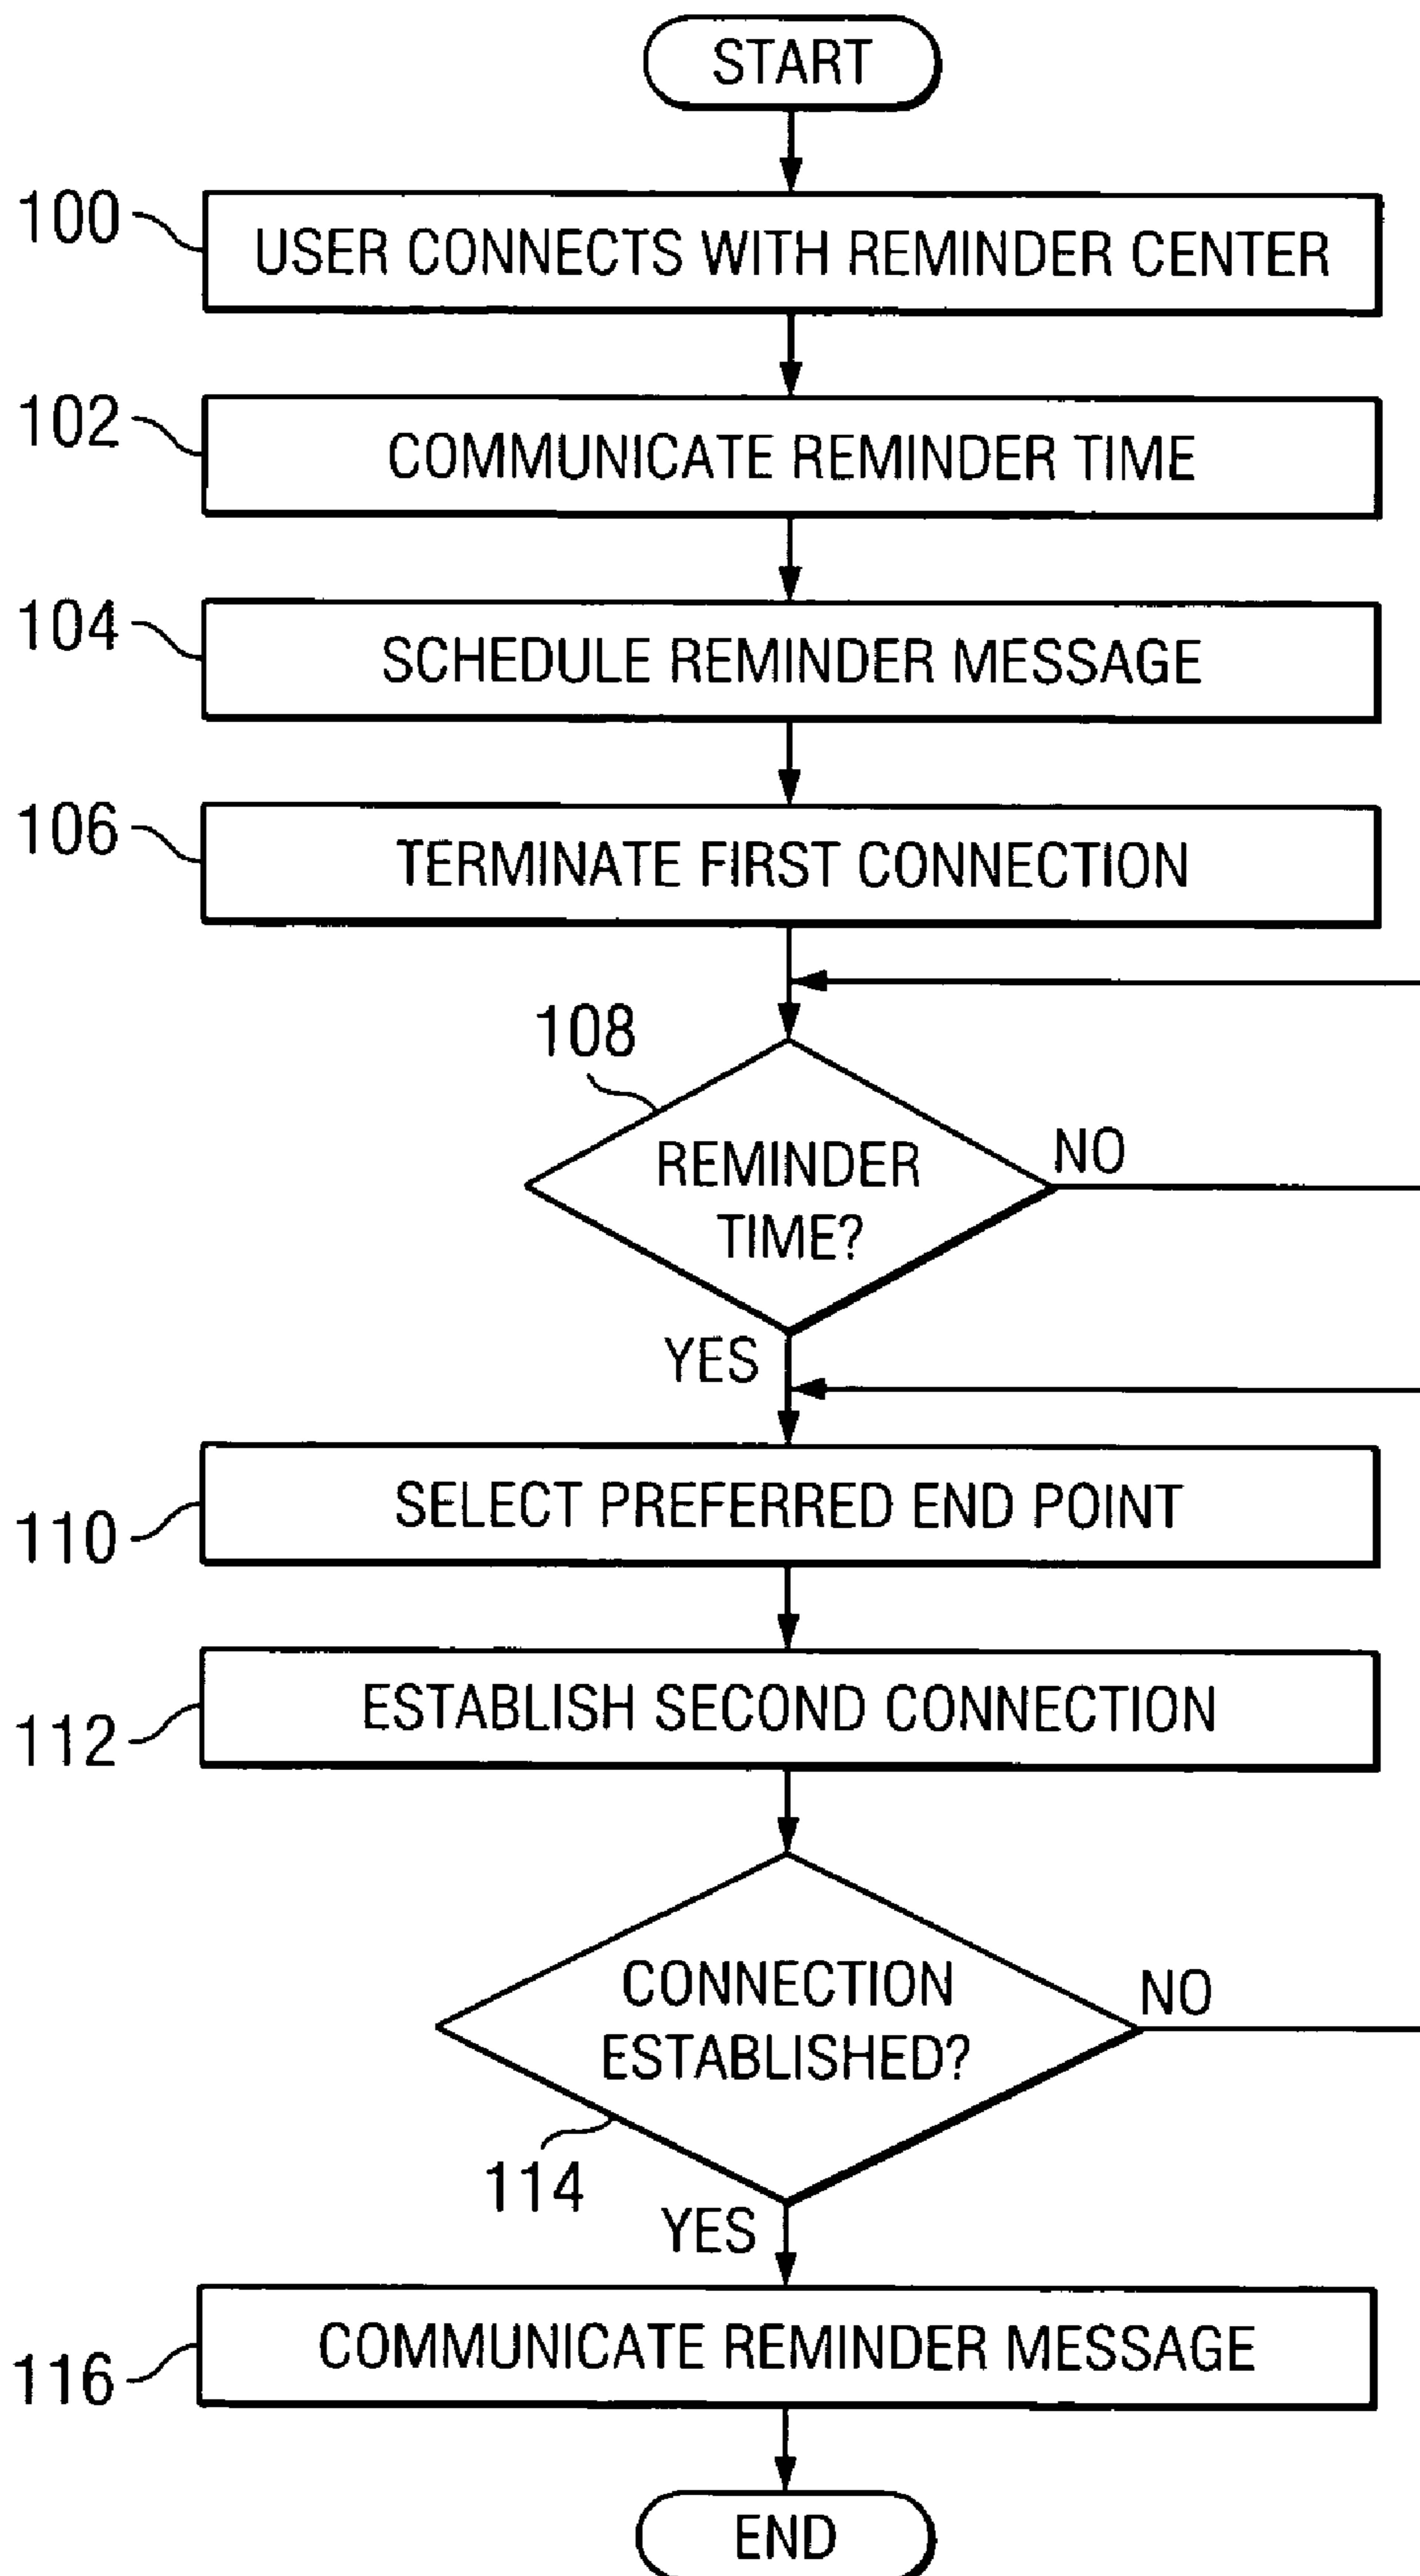 START
100
USER CONNECTS WITH REMINDER CENTER
102
COMMUNICATE REMINDER TIME
104
SCHEDULE REMINDER MESSAGE
106
TERMINATE FIRST CONNECTION
108
REMINDER
TIME?
NO
YES
110
SELECT PREFERRED END POINT
112
ESTABLISH SECOND CONNECTION
CONNECTION
ESTABLISHED?
NO
114
YES
116
COMMUNICATE REMINDER MESSAGE
END